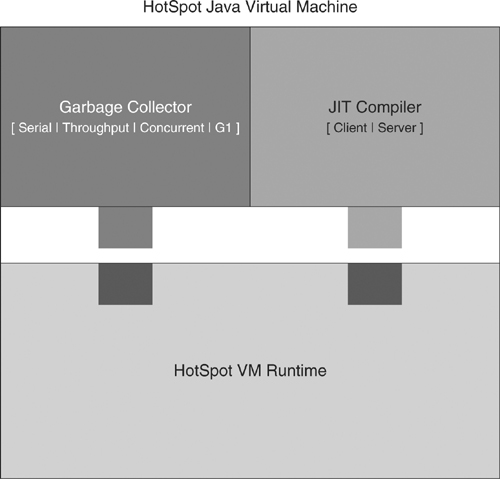 HotSpot Java Virtual Machine
Garbage Collector
[ Serial | Throughput | Concurrent | G1 ]
JIT Compiler
[ Client | Server ]
HotSpot VM Runtime